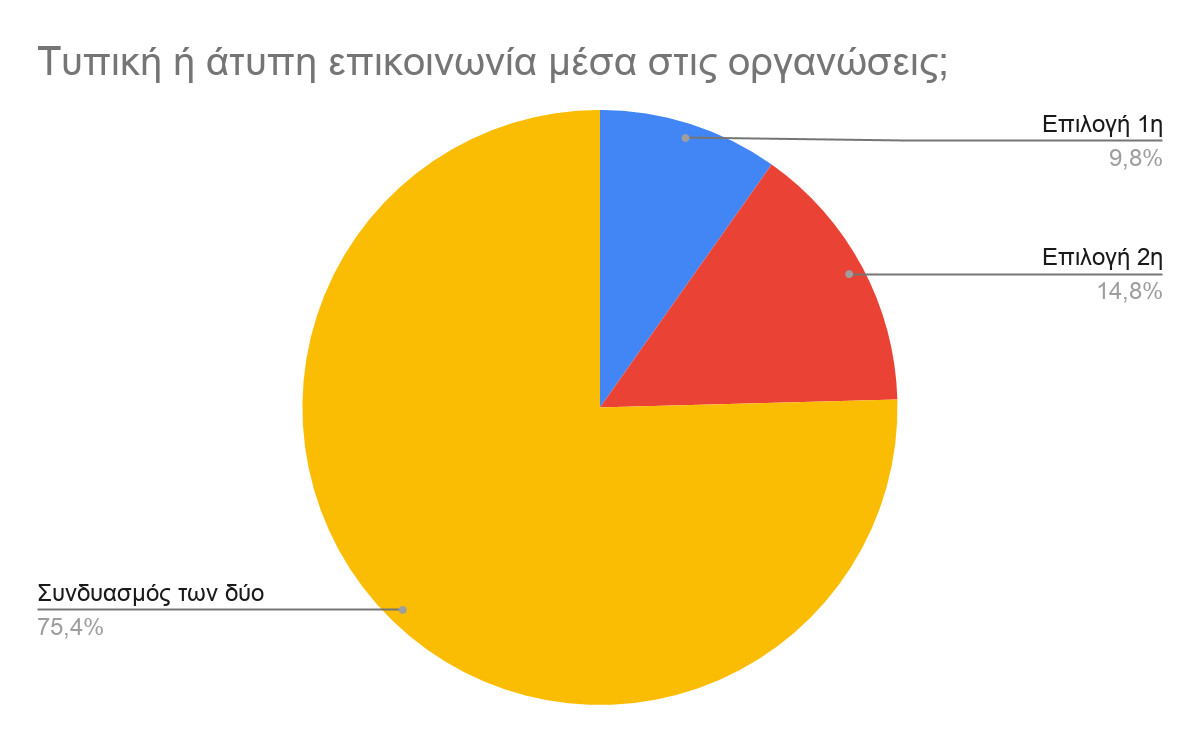 Τυπική ή άτυπη επικοινωνία μέσα στις οργανώσεις;
Επιλογή 1η
9,8%
Επιλογή 2η
14,8%
Συνδυασμός των δύο
75,4%